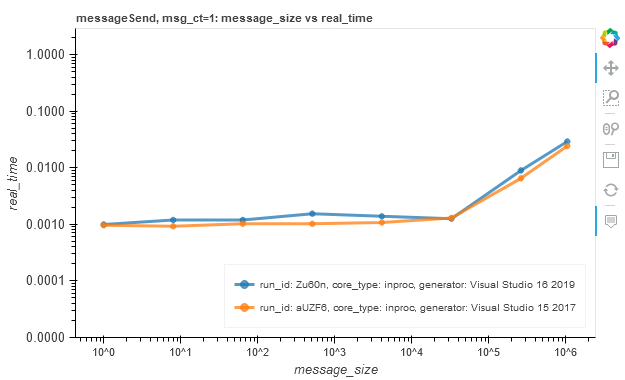 messageSend, msg_ct=1: message_size vs real_time
1.0000
0.1000
0.0100
0.0010
0.0001
0.0000
real_time
run_id: Zu60n, core_type: inproc, generator: Visual Studio 16 2019
run_id: aUZF6, core_type: inproc, generator: Visual Studio 15 2017
10^0 10^1 10^2 10^3 10^4 10^5 10^6
message_size